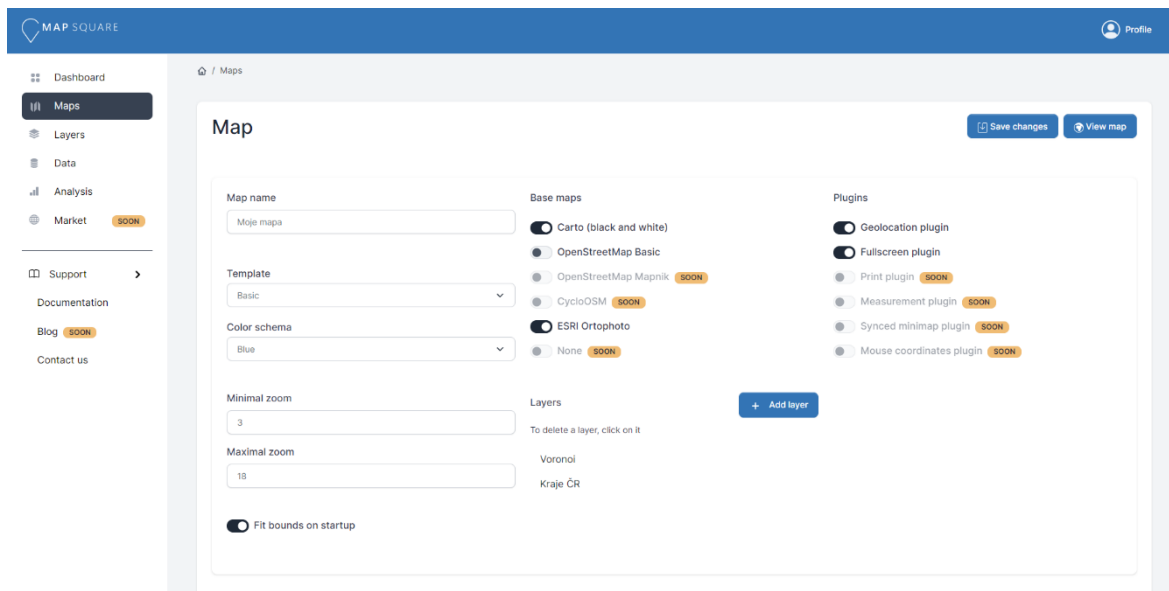 MAP SQUARE
Profile
Dashboard
Maps
Layers
Data
Analysis
Market SOON
Support
Documentation
Blog SOON
Contact us
/ Maps
Map
Save changes
View map
Map name
Moje mapa
Template
Basic
Color schema
Blue
Minimal zoom
3
Maximal zoom
18
Fit bounds on startup
Base maps
Carto (black and white)
OpenStreetMap Basic
OpenStreetMap Mapnik SOON
CycloOSM SOON
ESRI Ortophoto
None SOON
Layers
+ Add layer
To delete a layer, click on it
Voronoi
Kraje ČR
Plugins
Geolocation plugin
Fullscreen plugin
Print plugin SOON
Measurement plugin SOON
Synced minimap plugin SOON
Mouse coordinates plugin SOON